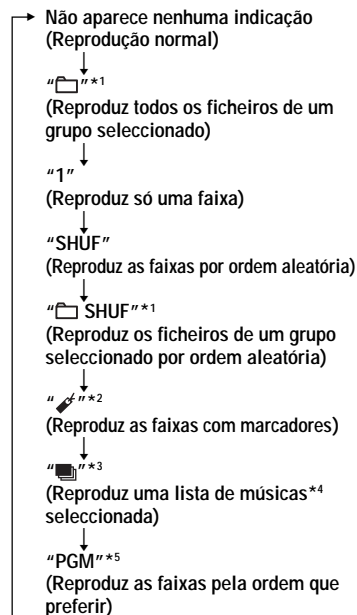 Não aparece nenhuma indicação
(Reprodução normal)
“ ”*1
(Reproduz todos os ficheiros de um
grupo seleccionado)
“1”
(Reproduz só uma faixa)
“SHUF”
(Reproduz as faixas por ordem aleatória)
“ SHUF”*1
(Reproduz os ficheiros de um grupo
seleccionado por ordem aleatória)
“ ”*2
(Reproduz as faixas com marcadores)
“ ”*3
(Reproduz uma lista de músicas*4
seleccionada)
“PGM”*5
(Reproduz as faixas pela ordem que
preferir)